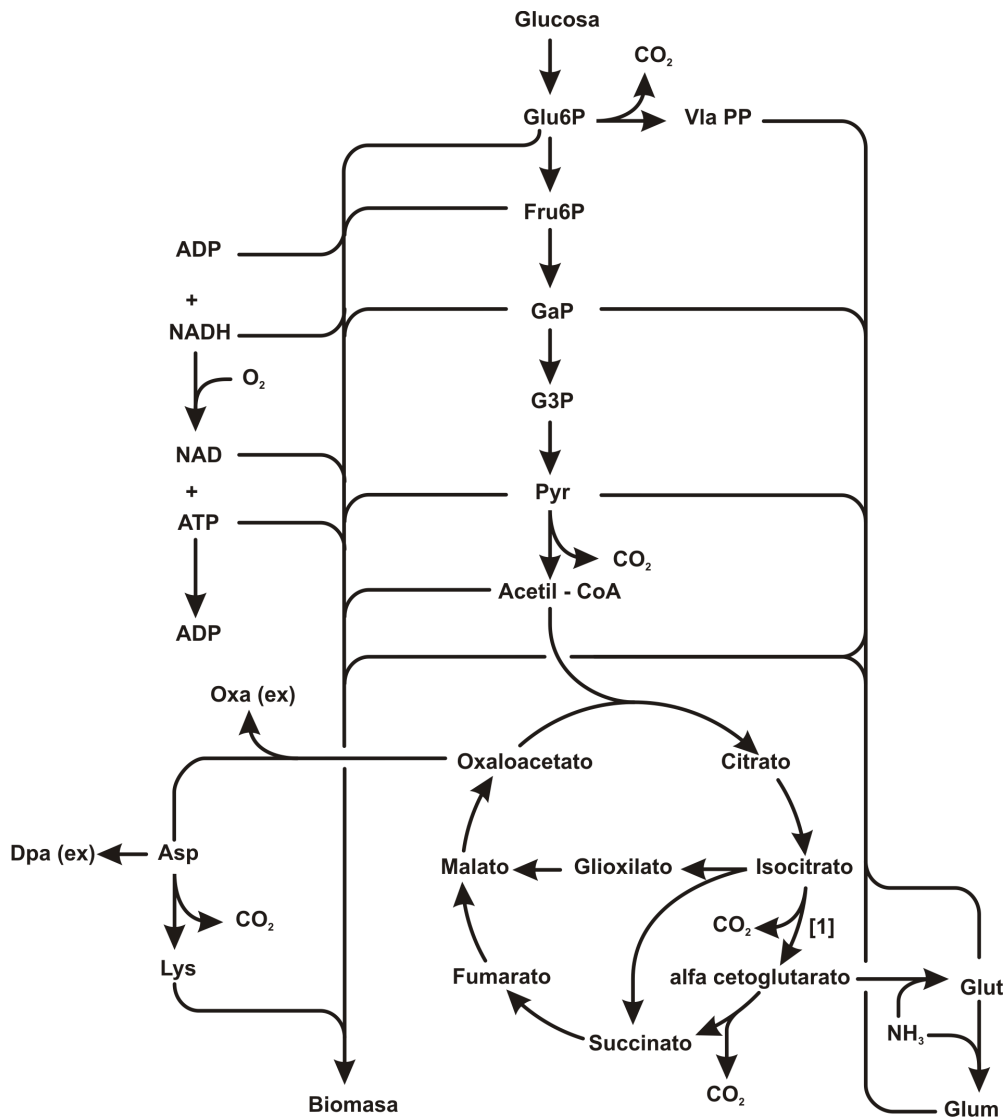 Glucosa
CO₂
Glu6P
VIa PP
Fru6P
ADP
+
NADH
GaP
O₂
G3P
NAD
+
ATP
Pyr
CO₂
Acetil - CoA
ADP
Oxa (ex)
Oxaloacetato
Citrato
Dpa (ex)
Asp
Malato
Glioxilato
Isocitrato
CO₂
CO₂
[1]
Lys
Fumarato
alfa cetoglutarato
Glut
NH₃
Succinato
CO₂
Biomasa
Glum